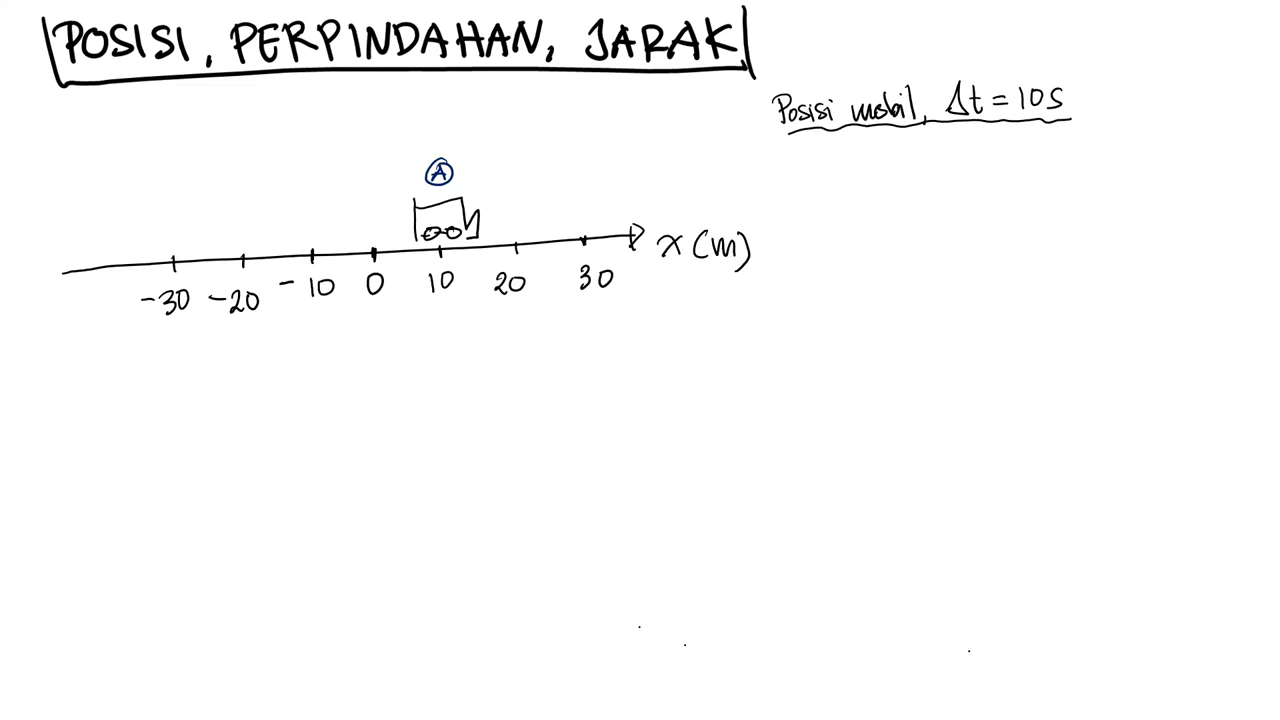 POSISI, PERPINDAHAN, JARAK
Posisi mobil, Δt = 10s
A
x (m)
-30 -20 -10 0 10 20 30